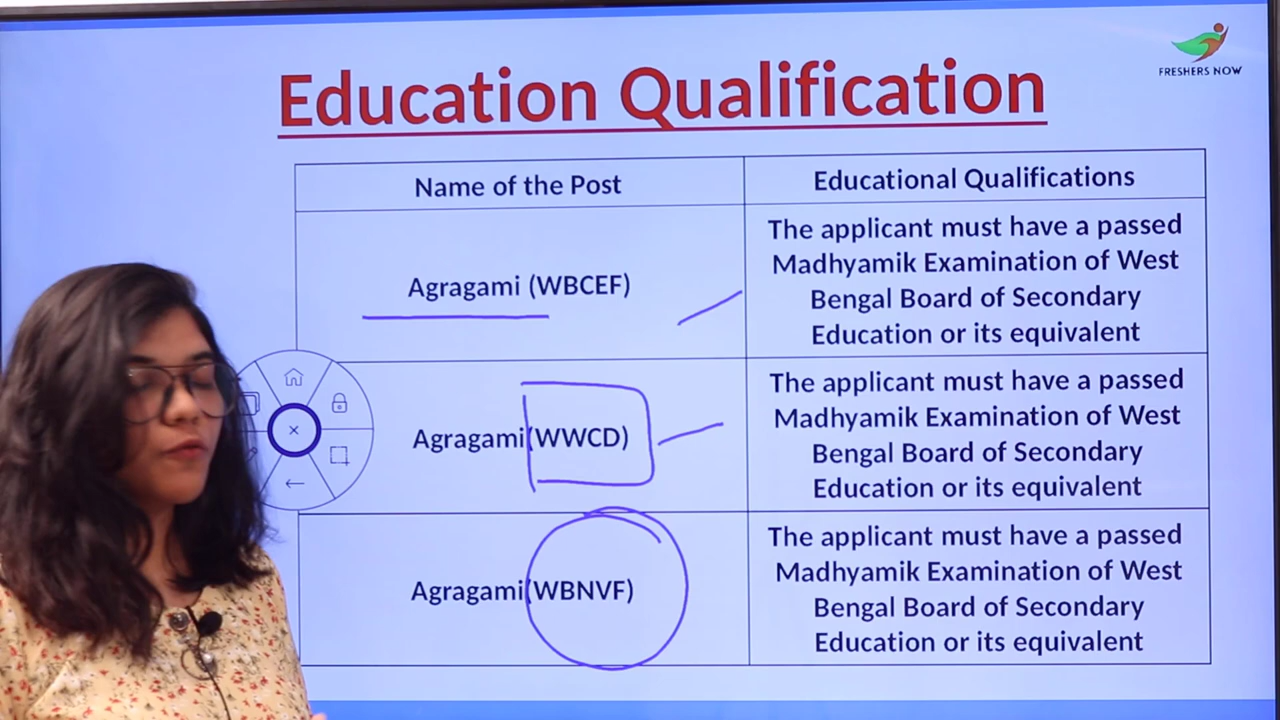 FRESHERS NOW
Education Qualification
Name of the Post
Educational Qualifications
Agragami (WBCEF)
The applicant must have a passed
Madhyamik Examination of West
Bengal Board of Secondary
Education or its equivalent
Agragami(WWCD)
The applicant must have a passed
Madhyamik Examination of West
Bengal Board of Secondary
Education or its equivalent
Agragami(WBNVF)
The applicant must have a passed
Madhyamik Examination of West
Bengal Board of Secondary
Education or its equivalent